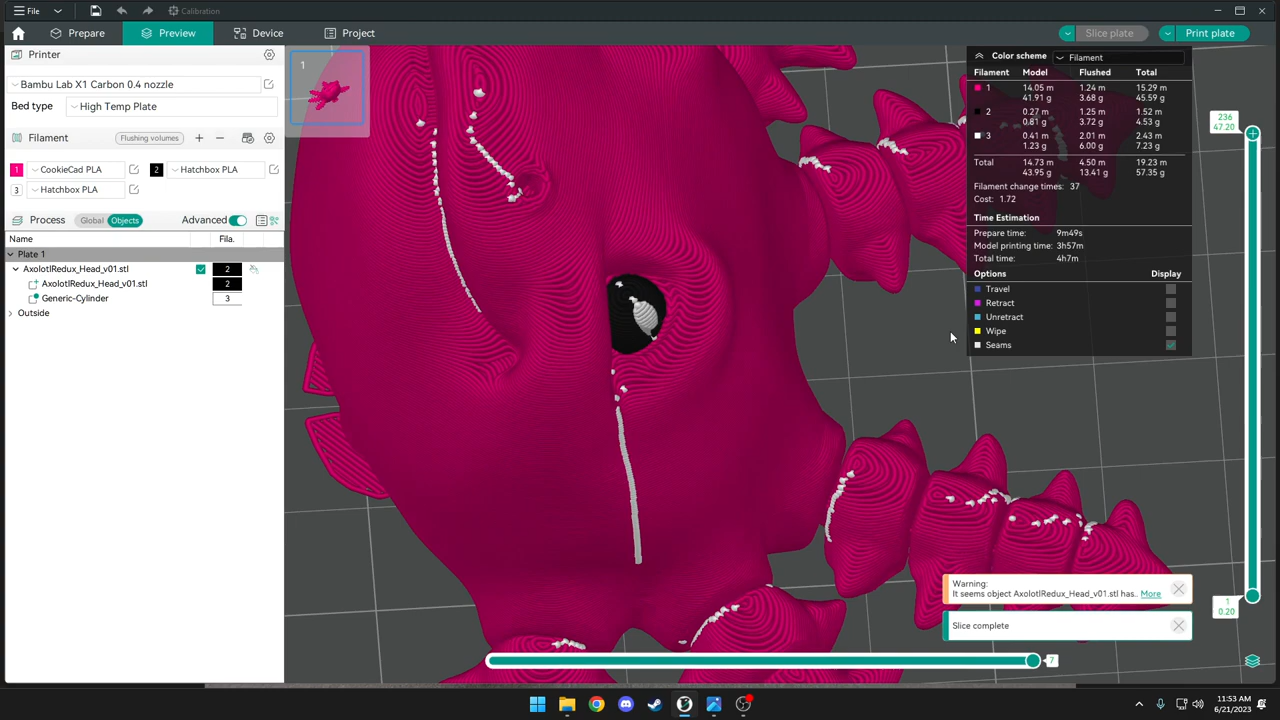 File
Calibration
Prepare
Preview
Device
Project
Slice plate
Print plate
Printer
Bambu Lab X1 Carbon 0.4 nozzle
Bed type
High Temp Plate
Filament
Flushing volumes
1
CookieCad PLA
2
Hatchbox PLA
3
Hatchbox PLA
Process
Global
Objects
Advanced
Name
Fila.
Plate 1
AxolotlRedux_Head_v01.stl
2
AxolotlRedux_Head_v01.stl
2
Generic-Cylinder
3
Outside
1
Color scheme
Filament
Filament Model Flushed Total
1 14.05 m 1.24 m 15.29 m
41.91 g 3.68 g 45.59 g
2 0.27 m 1.25 m 1.52 m
0.81 g 3.72 g 4.53 g
3 0.41 m 2.01 m 2.43 m
1.23 g 6.00 g 7.23 g
Total 14.73 m 4.50 m 19.23 m
43.95 g 13.41 g 57.35 g
Filament change times: 37
Cost: 1.72
Time Estimation
Prepare time: 9m49s
Model printing time: 3h57m
Total time: 4h7m
Options Display
Travel
Retract
Unretract
Wipe
Seams
236
47.20
1
0.20
Warning:
It seems object AxolotlRedux_Head_v01.stl has.. More
Slice complete
7
11:53 AM
6/21/2023